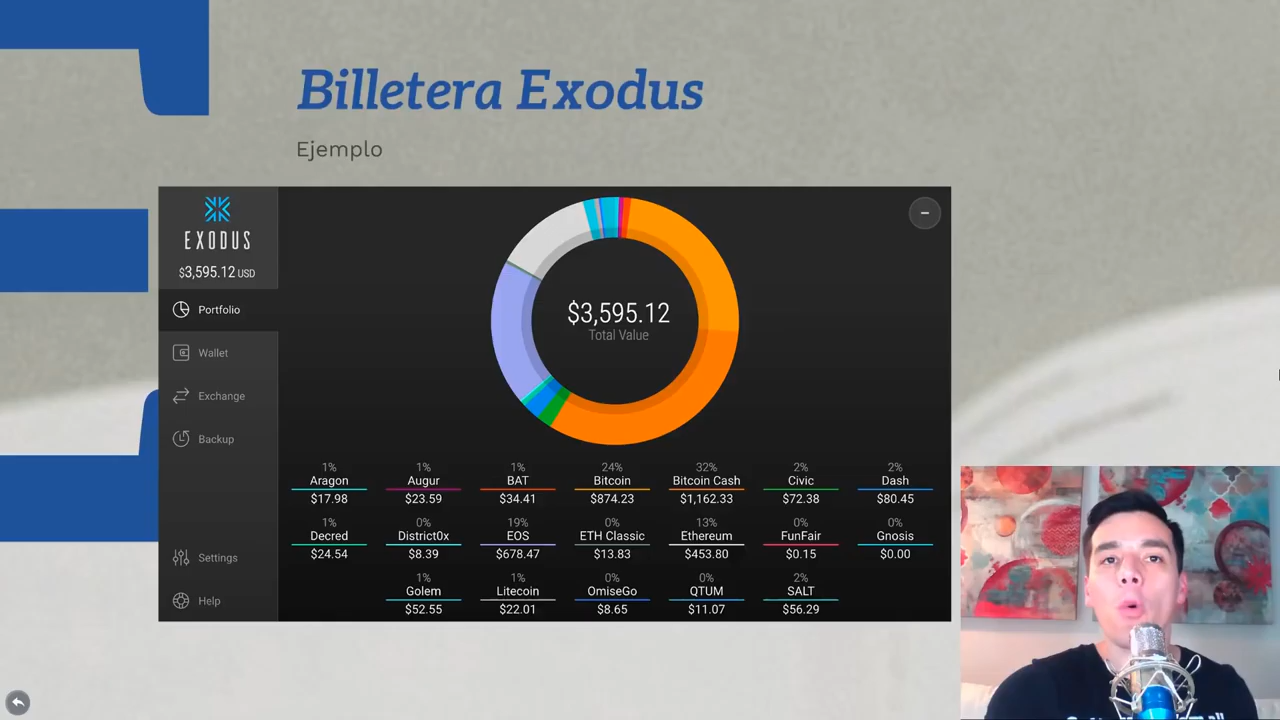 Billetera Exodus
Ejemplo
EXODUS
$3,595.12 USD
Portfolio
Wallet
Exchange
Backup
Settings
Help
$3,595.12
Total Value
1% 1% 1% 24% 32% 2% 2%
Aragon Augur BAT Bitcoin Bitcoin Cash Civic Dash
$17.98 $23.59 $34.41 $874.23 $1,162.33 $72.38 $80.45
1% 0% 19% 0% 13% 0% 0%
Decred District0x EOS ETH Classic Ethereum FunFair Gnosis
$24.54 $8.39 $678.47 $13.83 $453.80 $0.15 $0.00
1% 1% 0% 0% 2%
Golem Litecoin OmiseGo QTUM SALT
$52.55 $22.01 $8.65 $11.07 $56.29